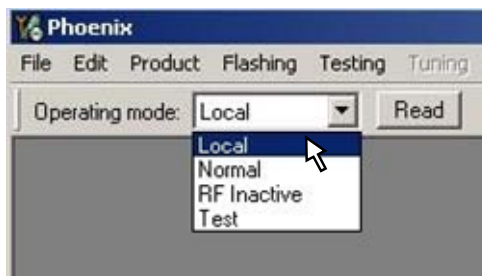 Phoenix
File Edit Product Flashing Testing Tuning
Operating mode: Local Read
Local
Normal
RF Inactive
Test